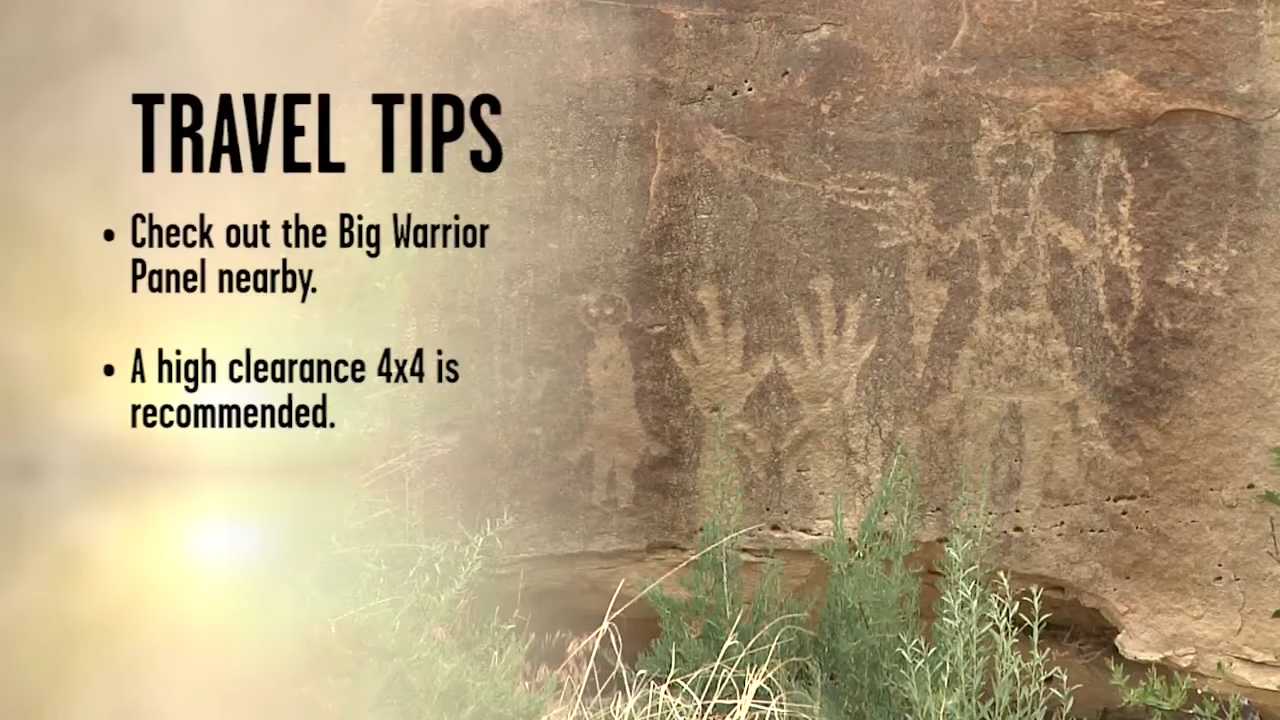 TRAVEL TIPS
• Check out the Big Warrior
Panel nearby.
• A high clearance 4x4 is
recommended.